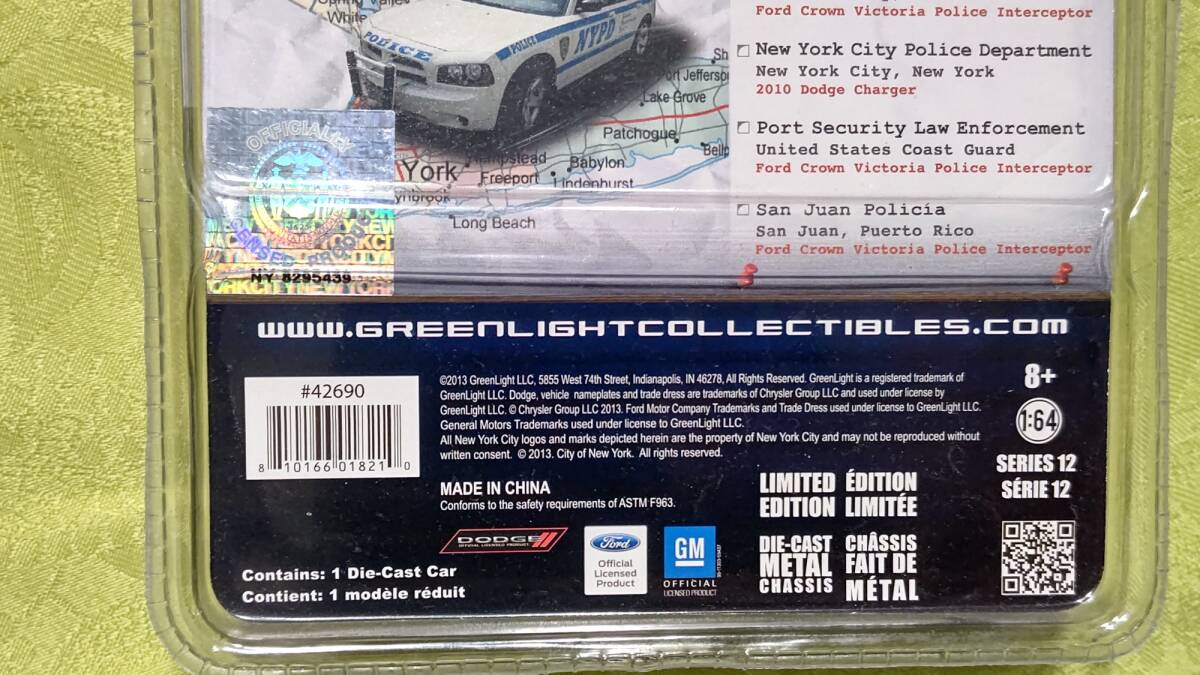 Ford Crown Victoria Police Interceptor
New York City Police Department
New York City, New York
2010 Dodge Charger
Port Security Law Enforcement
United States Coast Guard
Ford Crown Victoria Police Interceptor
San Juan Policía
San Juan, Puerto Rico
Ford Crown Victoria Police Interceptor
White
POLICE
POLICE
NYPD
Lake Grove
Patchogue
York
Babylon
Freeport
Lindenhurst
Long Beach
OFFICIALLY
NY 8295439
WWW.GREENLIGHTCOLLECTIBLES.COM
#42690
8 10166 01821 0
©2013 GreenLight LLC, 5855 West 74th Street, Indianapolis, IN 46278, All Rights Reserved. GreenLight is a registered trademark of
GreenLight LLC. Dodge, vehicle nameplates and trade dress are trademarks of Chrysler Group LLC and used under license by
GreenLight LLC. © Chrysler Group LLC 2013. Ford Motor Company Trademarks and Trade Dress used under license to GreenLight LLC.
General Motors Trademarks used under license to GreenLight LLC.
All New York City logos and marks depicted herein are the property of New York City and may not be reproduced without
written consent. © 2013. City of New York. All rights reserved.
MADE IN CHINA
Conforms to the safety requirements of ASTM F963.
8+
1:64
SERIES 12
SÉRIE 12
LIMITED EDITION
ÉDITION LIMITÉE
DIE-CAST
METAL
CHASSIS
CHÂSSIS
FAIT DE
MÉTAL
DODGE
OFFICIAL LICENSED PRODUCT
Ford
Official
Licensed
Product
GM
OFFICIAL
LICENSED PRODUCT
Contains: 1 Die-Cast Car
Contient: 1 modèle réduit